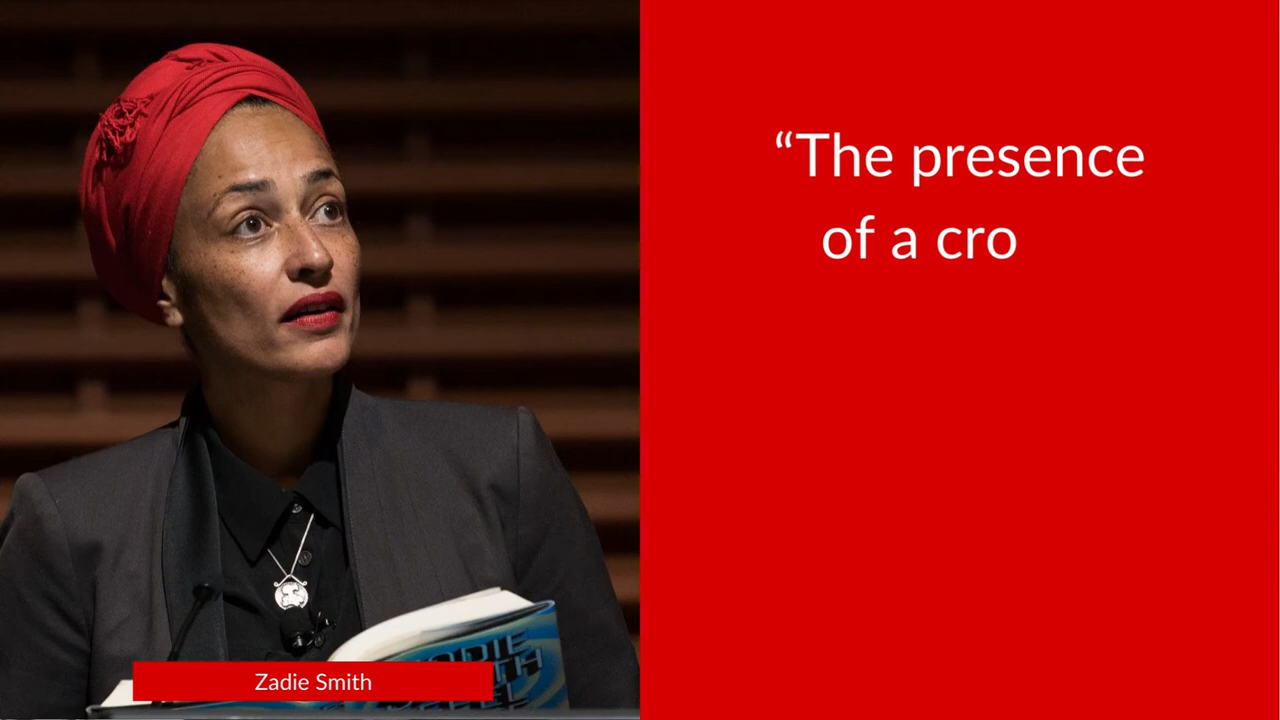 “The presence
of a cro
Zadie Smith